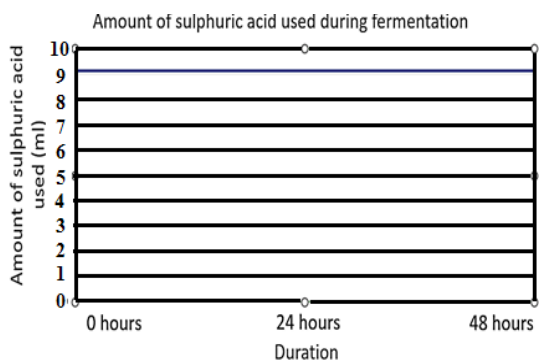 Amount of sulphuric acid used during fermentation
Amount of sulphuric acid
used (ml)
10
9
8
7
6
5
4
3
2
1
0
0 hours
24 hours
48 hours
Duration